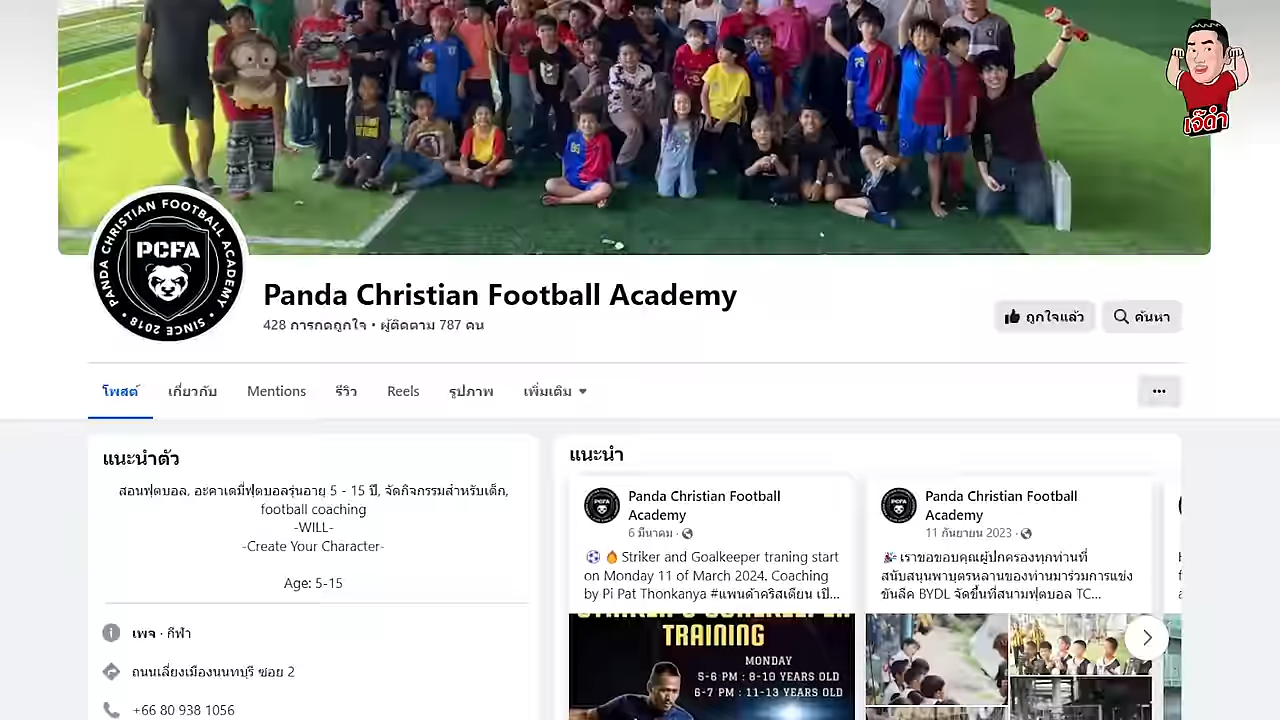 เจ๊ดำ
PANDA CHRISTIAN FOOTBALL ACADEMY
PCFA
SINCE 2018
Panda Christian Football Academy
428 การกดถูกใจ • ผู้ติดตาม 787 คน
ถูกใจแล้ว
ค้นหา
โพสต์
เกี่ยวกับ
Mentions
รีวิว
Reels
รูปภาพ
เพิ่มเติม
แนะนำตัว
สอนฟุตบอล, อะคาเดมี่ฟุตบอลรุ่นอายุ 5 - 15 ปี, จัดกิจกรรมสำหรับเด็ก,
football coaching
-WILL-
-Create Your Character-
Age: 5-15
เพจ · กีฬา
ถนนเลี่ยงเมืองนนทบุรี ซอย 2
+66 80 938 1056
แนะนำ
Panda Christian Football
Academy
6 มีนาคม ·
Striker and Goalkeeper traning start
on Monday 11 of March 2024. Coaching
by Pi Pat Thonkanya #แพนด้าคริสเตียน เปิ...
TRAINING
MONDAY
5-6 PM : 8-10 YEARS OLD
6-7 PM : 11-13 YEARS OLD
Panda Christian Football
Academy
11 กันยายน 2023 ·
เราขอขอบคุณผู้ปกครองทุกท่านที่
สนับสนุนพาบุตรหลานของท่านมาร่วมการแข่ง
ขันลีค BYDL จัดขึ้นที่สนามฟุตบอล TC...